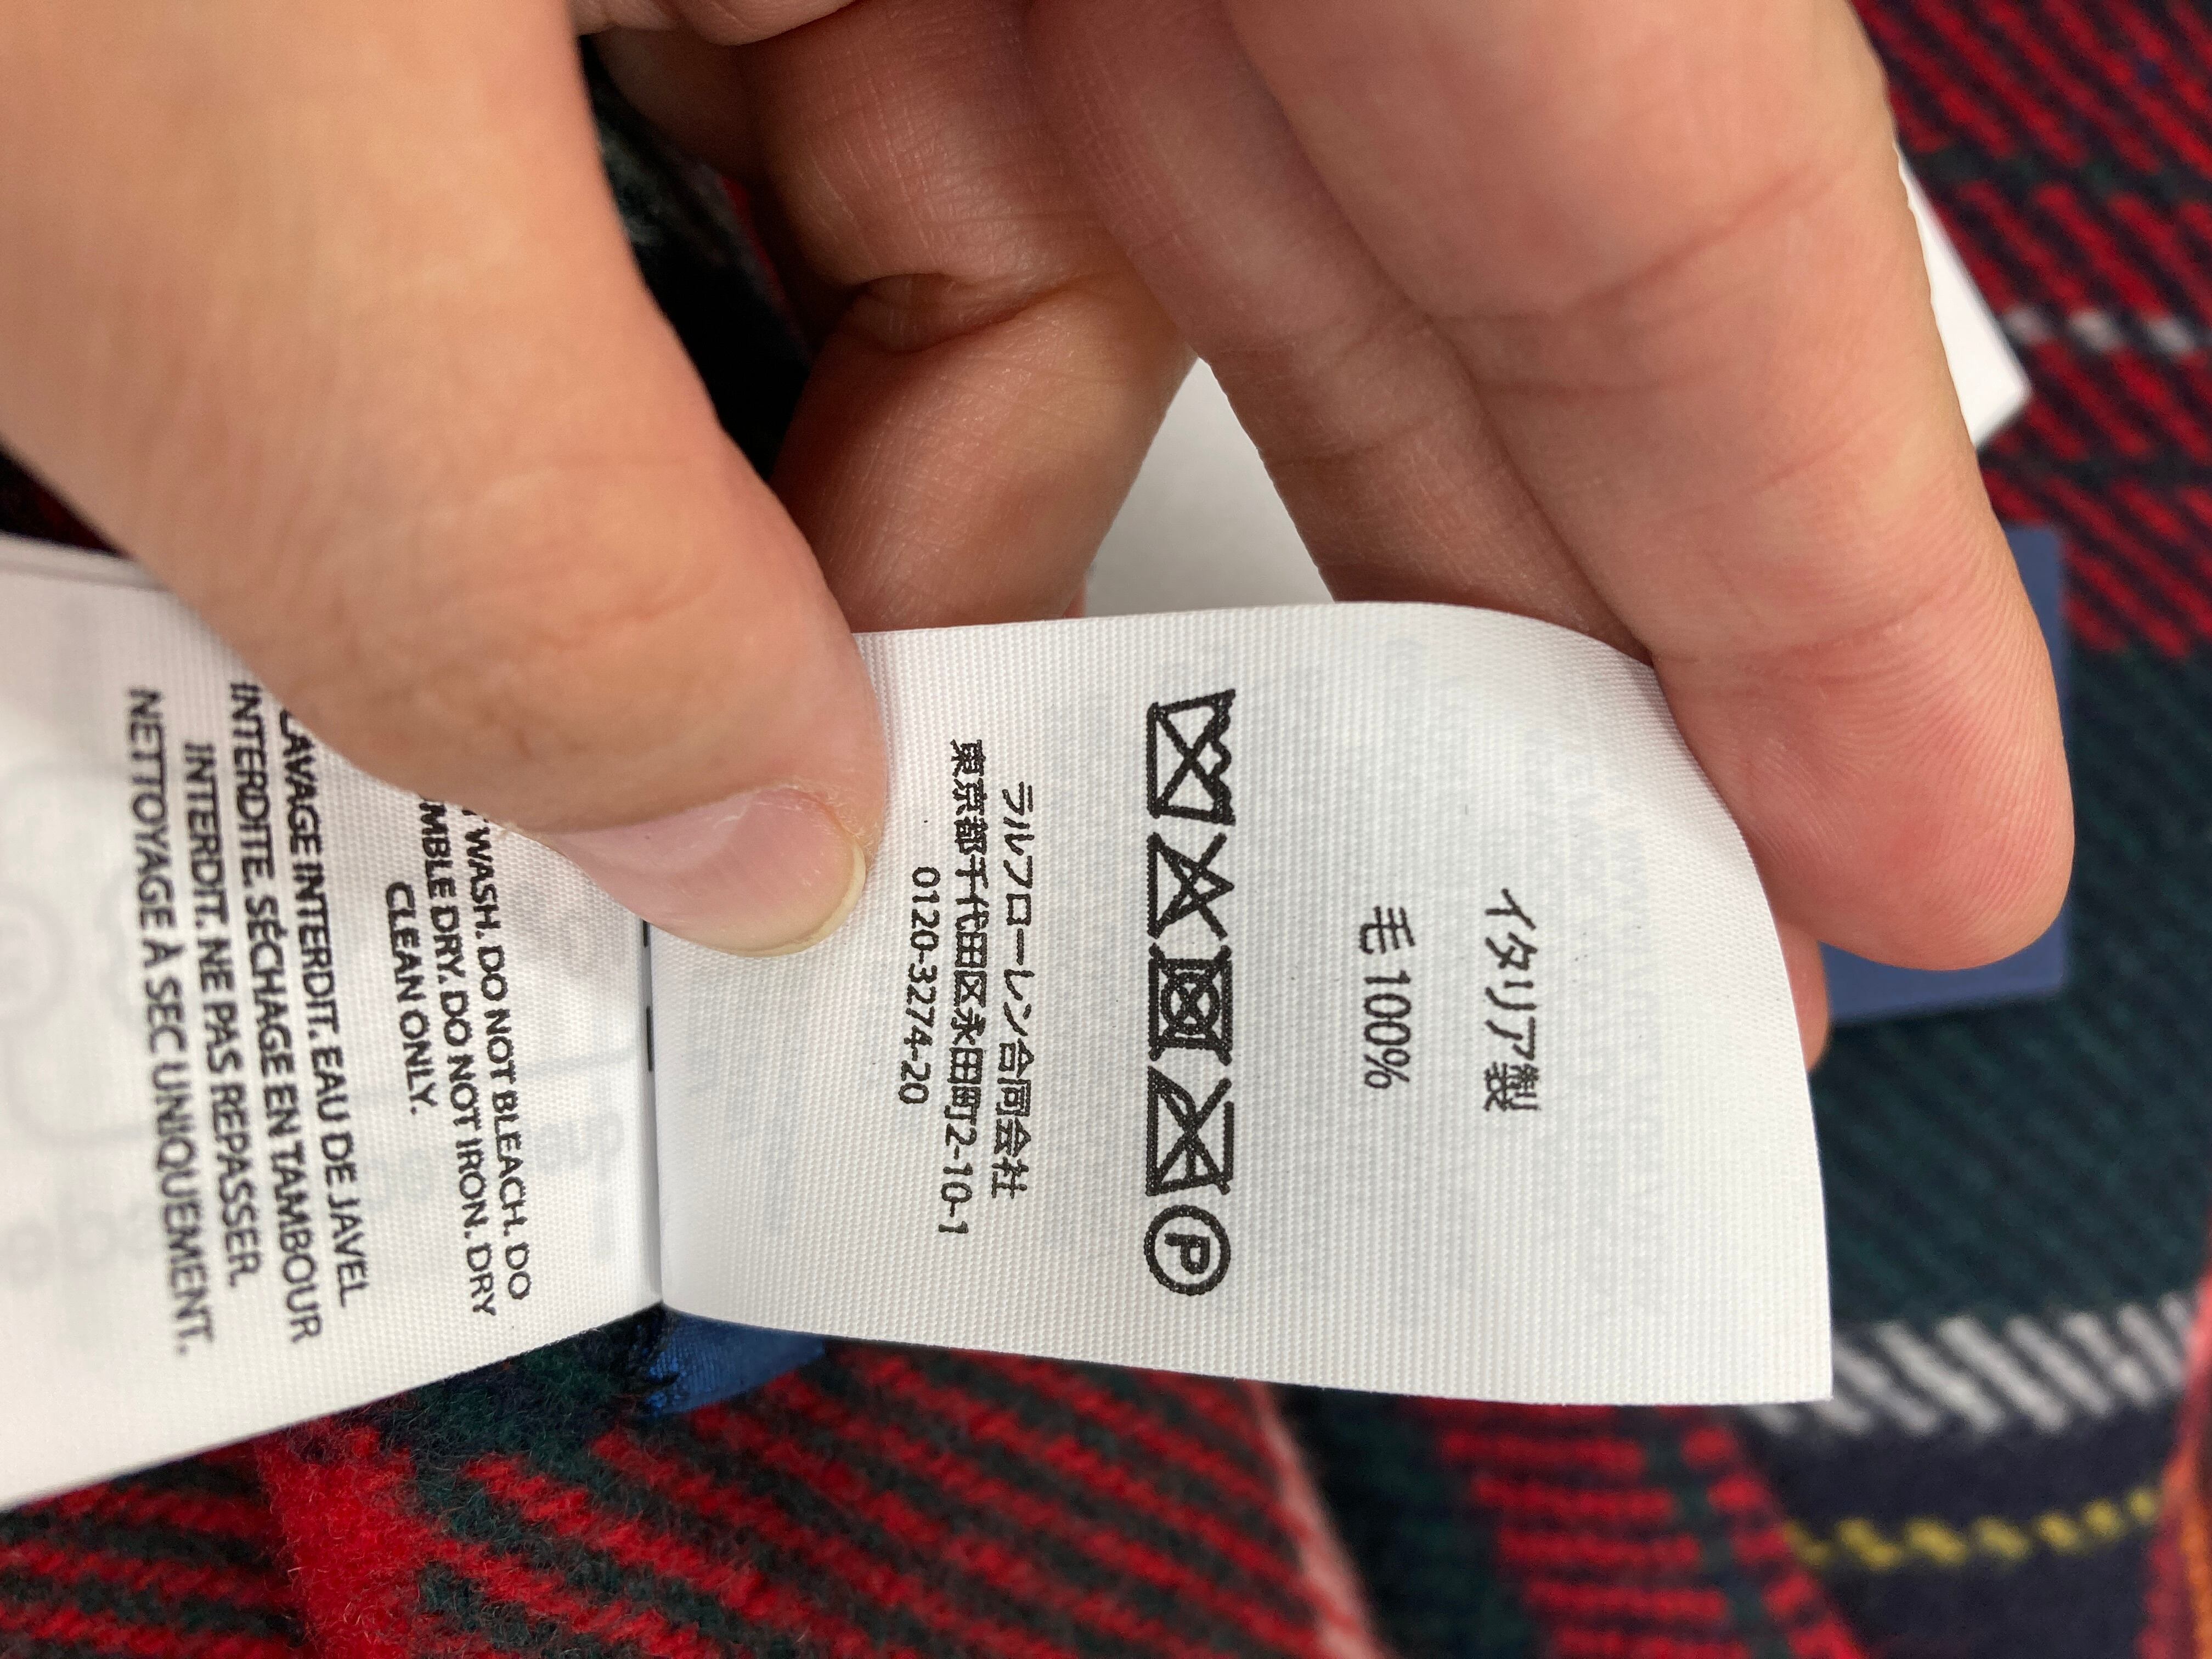 イタリア製
毛 100%
P
ラルフローレン合同会社
東京都千代田区永田町2-10-1
0120-3274-20
WASH. DO NOT BLEACH. DO
DRY. DO NOT IRON. DRY
CLEAN ONLY.
LAVAGE INTERDIT. EAU DE JAVEL
INTERDITE. SÉCHAGE EN TAMBOUR
INTERDIT. NE PAS REPASSER.
NETTOYAGE À SEC UNIQUEMENT.